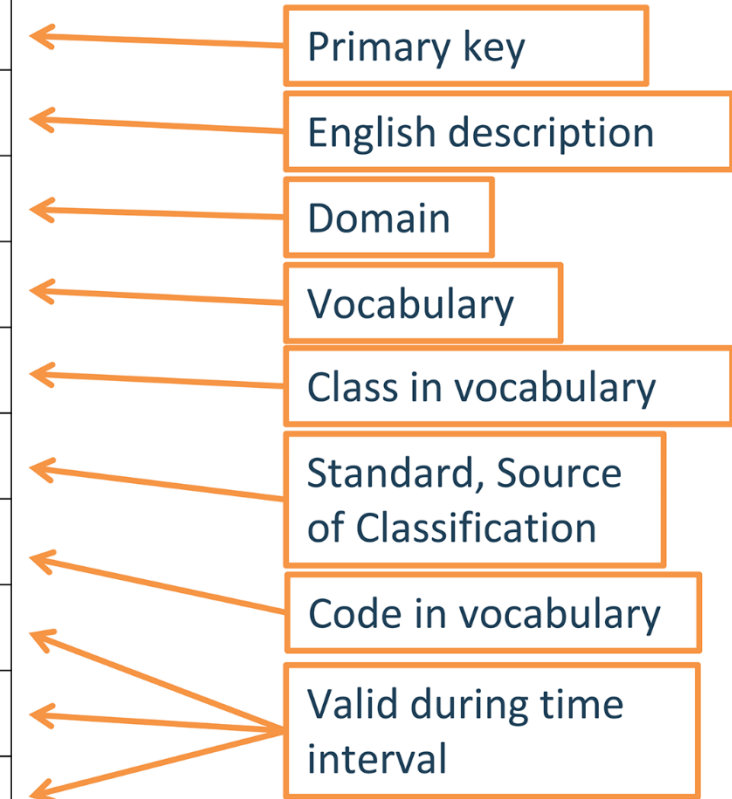 Primary key
English description
Domain
Vocabulary
Class in vocabulary
Standard, Source
of Classification
Code in vocabulary
Valid during time
interval